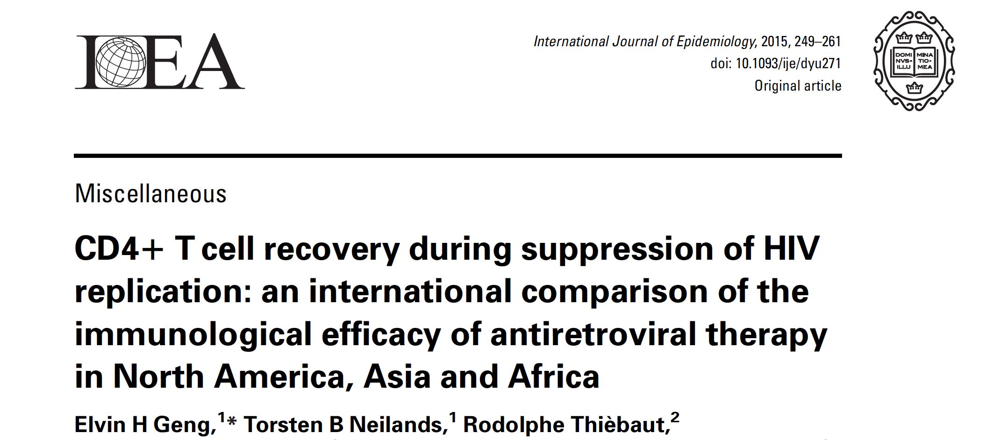 IEA
International Journal of Epidemiology, 2015, 249–261
doi: 10.1093/ije/dyu271
Original article
DOMI MINA
NVS- TIO-
ILLU MEA
Miscellaneous
CD4+ T cell recovery during suppression of HIV
replication: an international comparison of the
immunological efficacy of antiretroviral therapy
in North America, Asia and Africa
Elvin H Geng,¹* Torsten B Neilands,¹ Rodolphe Thièbaut,²